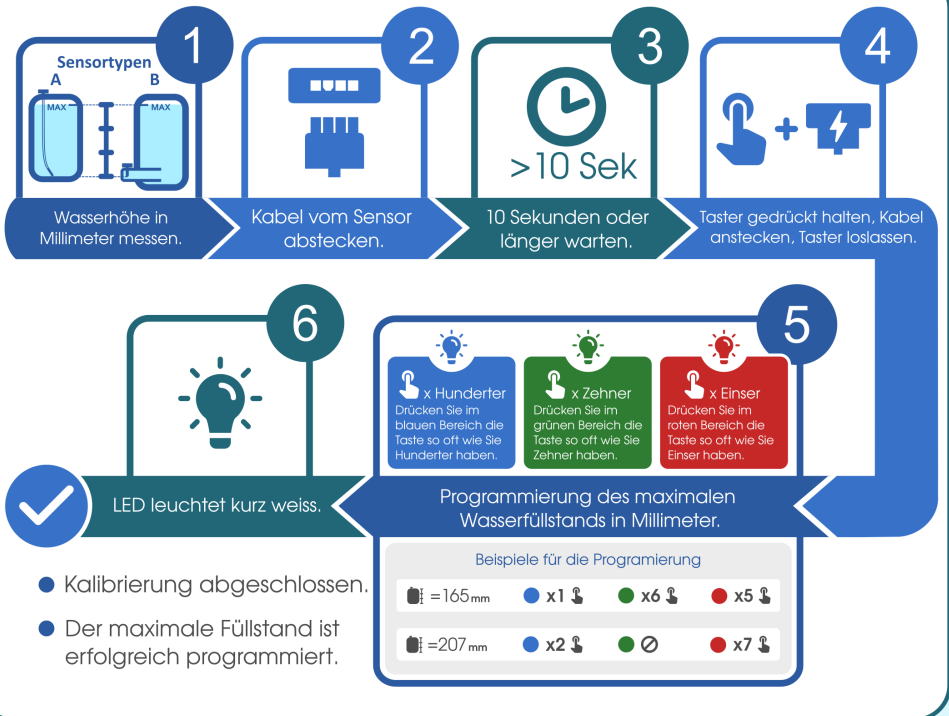 1
Sensortypen
A B
MAX MAX
Wasserhöhe in
Millimeter messen.
2
Kabel vom Sensor
abstecken.
3
>10 Sek
10 Sekunden oder
länger warten.
4
Taster gedrückt halten, Kabel
anstecken, Taster loslassen.
5
x Hunderter
Drücken Sie im
blauen Bereich die
Taste so oft wie Sie
Hunderter haben.
x Zehner
Drücken Sie im
grünen Bereich die
Taste so oft wie Sie
Zehner haben.
x Einser
Drücken Sie im
roten Bereich die
Taste so oft wie Sie
Einser haben.
Programmierung des maximalen
Wasserfüllstands in Millimeter.
Beispiele für die Programierung
=165 mm x1 x6 x5
=207 mm x2 x7
6
LED leuchtet kurz weiss.
Kalibrierung abgeschlossen.
Der maximale Füllstand ist
erfolgreich programmiert.